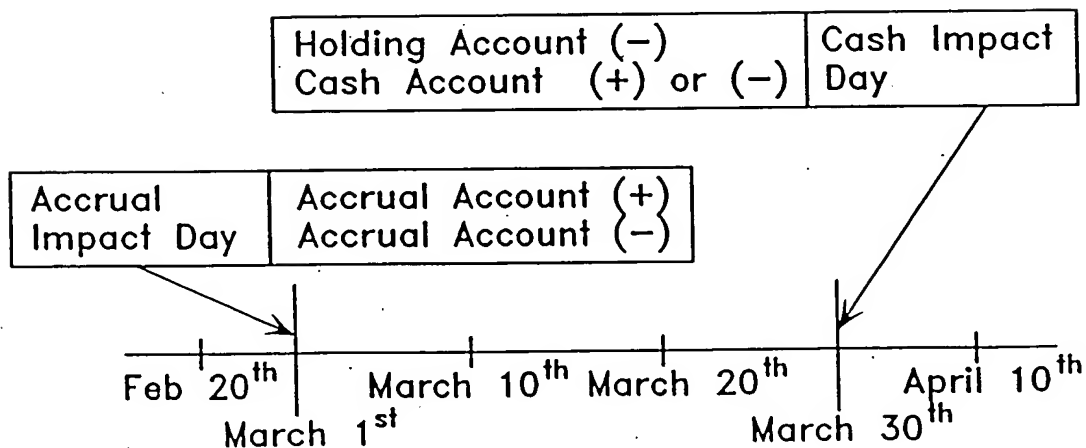 Holding Account (−)
Cash Account (+) or (−)
Cash Impact
Day
Accrual
Impact Day
Accrual Account (+)
Accrual Account (−)
Feb 20th
March 1st
March 10th
March 20th
March 30th
April 10th